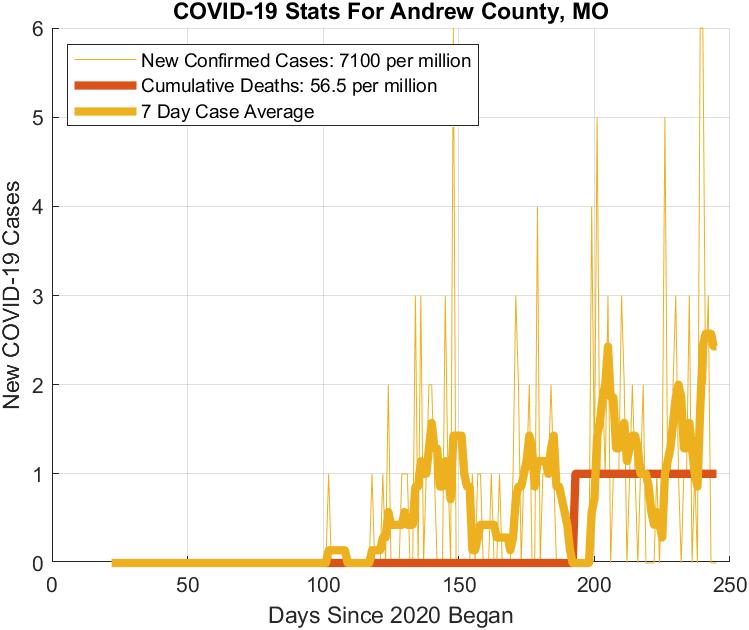 COVID-19 Stats For Andrew County, MO
New Confirmed Cases: 7100 per million
Cumulative Deaths: 56.5 per million
7 Day Case Average
New COVID-19 Cases
6
5
4
3
2
1
0
0 50 100 150 200 250
Days Since 2020 Began